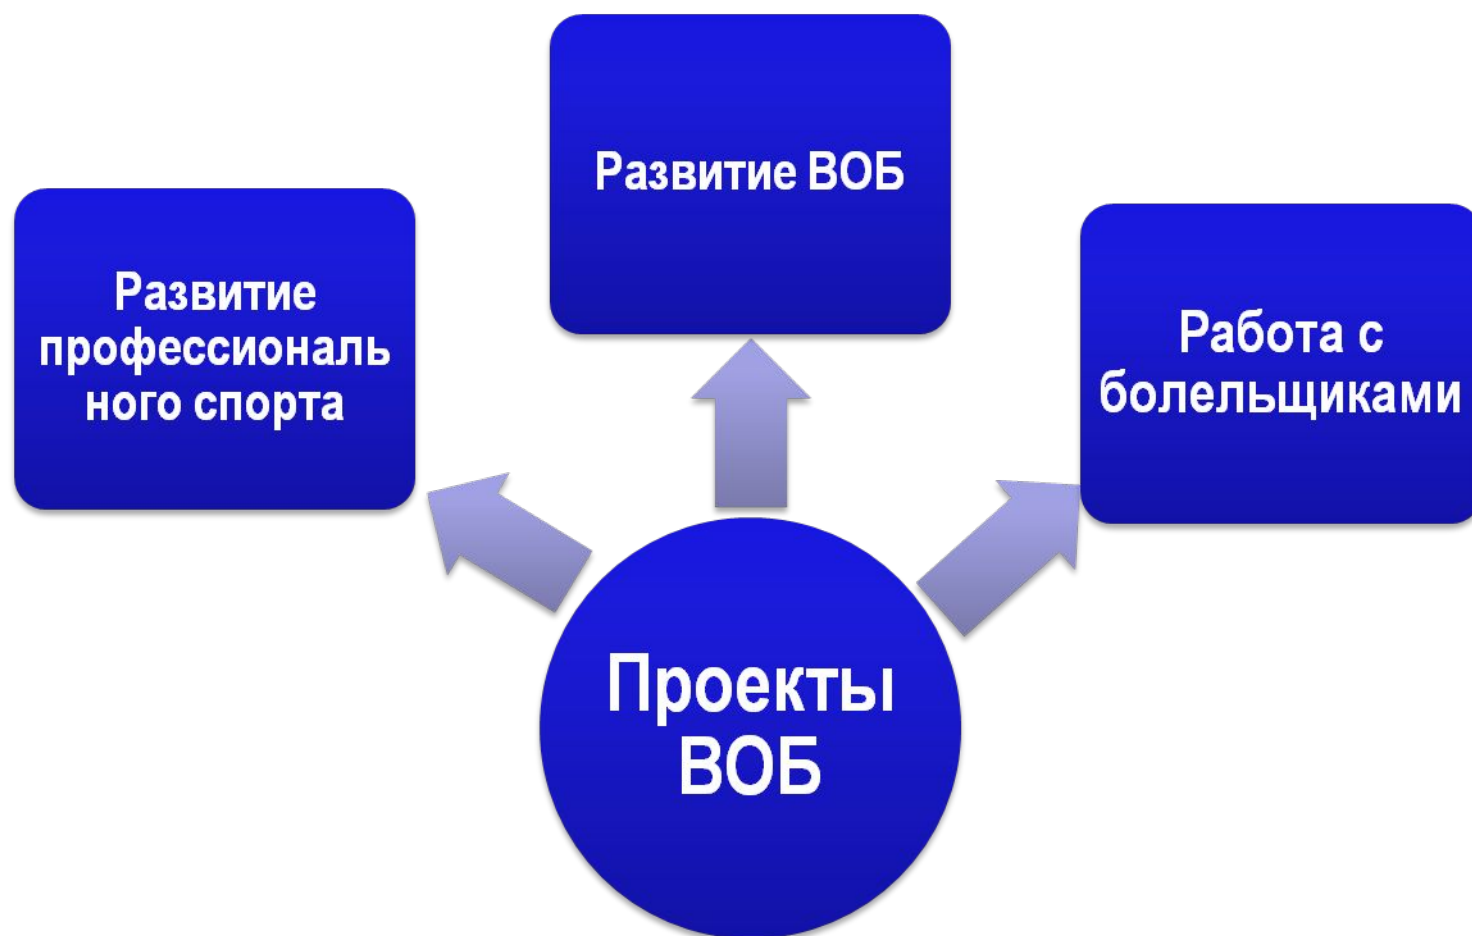 Развитие ВОБ
Развитие
профессиональ
ного спорта
Работа с
болельщиками
Проекты
ВОБ